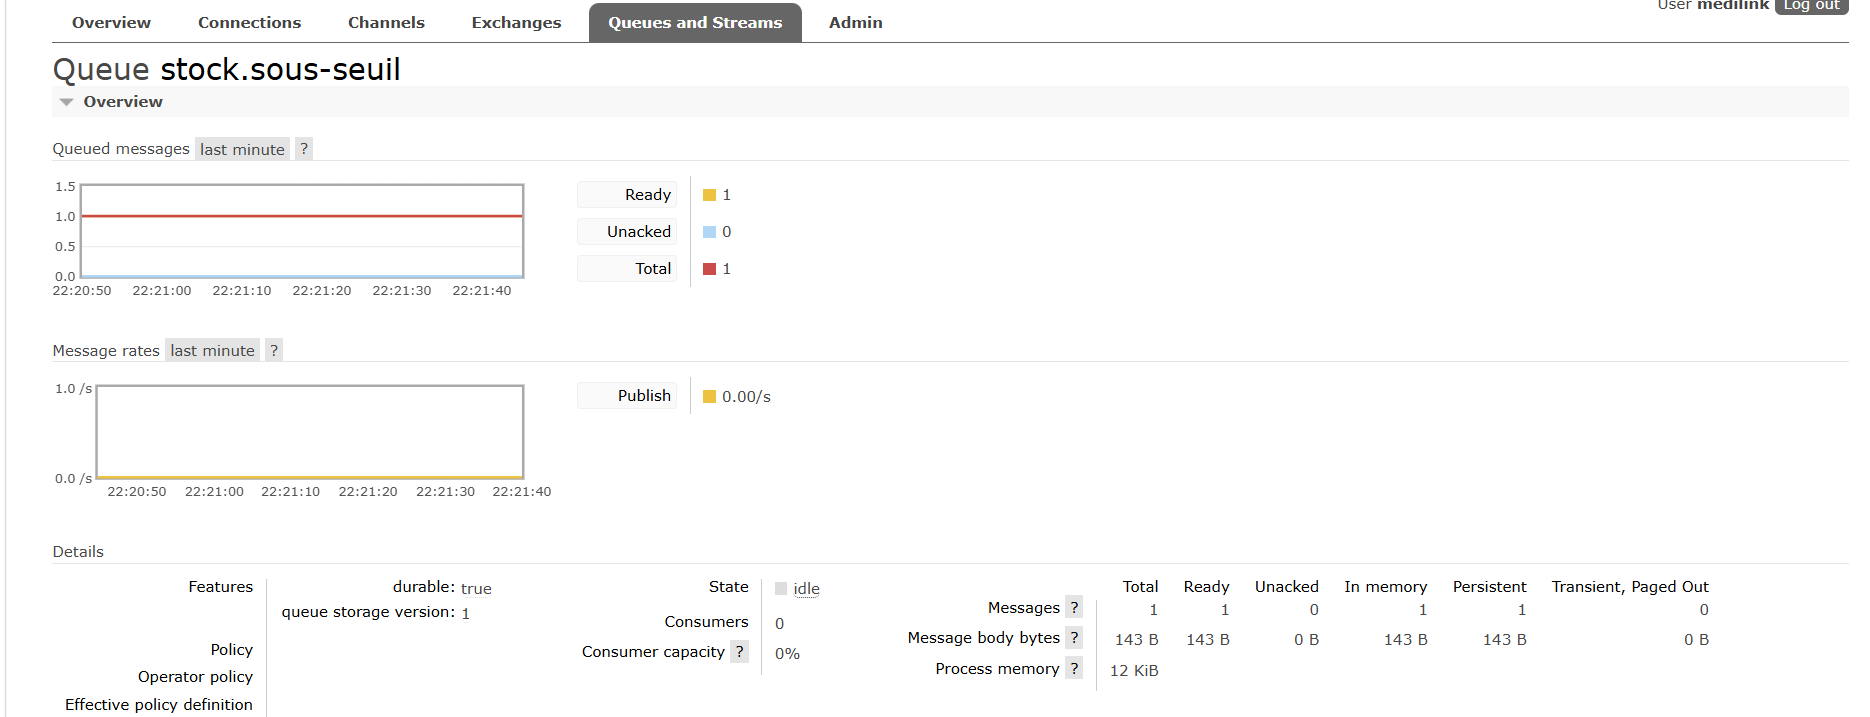 User medilink Log out
Overview Connections Channels Exchanges Queues and Streams Admin
Queue stock.sous-seuil
Overview
Queued messages last minute ?
1.5
1.0
0.5
0.0
22:20:50 22:21:00 22:21:10 22:21:20 22:21:30 22:21:40
Ready 1
Unacked 0
Total 1
Message rates last minute ?
1.0 /s
0.0 /s
22:20:50 22:21:00 22:21:10 22:21:20 22:21:30 22:21:40
Publish 0.00/s
Details
Features durable: true
queue storage version: 1
Policy
Operator policy
Effective policy definition
State idle
Consumers 0
Consumer capacity ? 0%
Total Ready Unacked In memory Persistent Transient, Paged Out
Messages ? 1 1 0 1 1 0
Message body bytes ? 143 B 143 B 0 B 143 B 143 B 0 B
Process memory ? 12 KiB